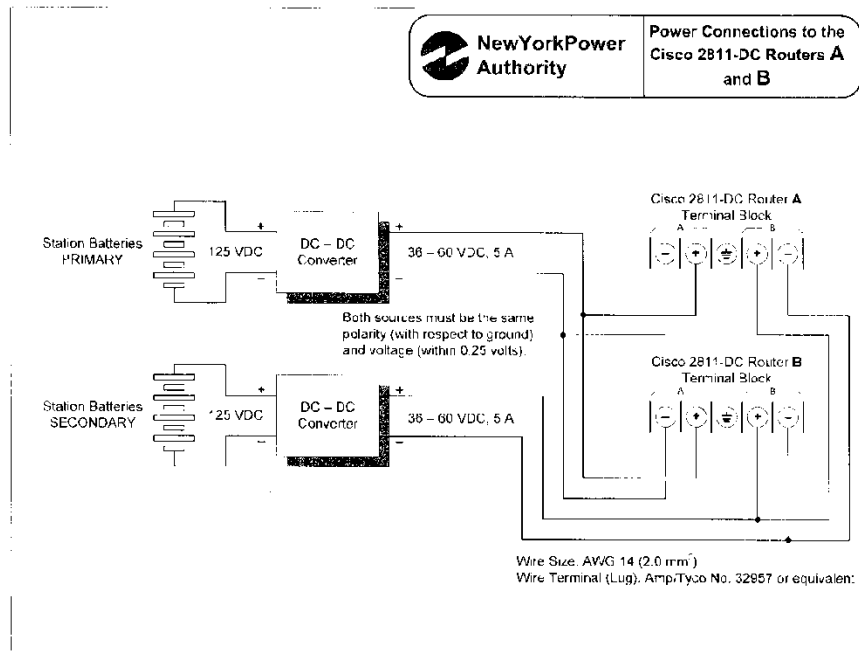 NewYorkPower
Authority
Power Connections to the
Cisco 2811-DC Routers A
and B
Station Batteries
PRIMARY
125 VDC
+
−
DC – DC
Converter
+
−
36 – 60 VDC, 5 A
Cisco 2811-DC Router A
Terminal Block
A B
− + + −
Both sources must be the same
polarity (with respect to ground)
and voltage (within 0.25 volts).
Station Batteries
SECONDARY
125 VDC
+
−
DC – DC
Converter
+
−
36 – 60 VDC, 5 A
Cisco 2811-DC Router B
Terminal Block
A B
− + + −
Wire Size. AWG 14 (2.0 mm²)
Wire Terminal (Lug). Amp/Tyco No. 32957 or equivalent